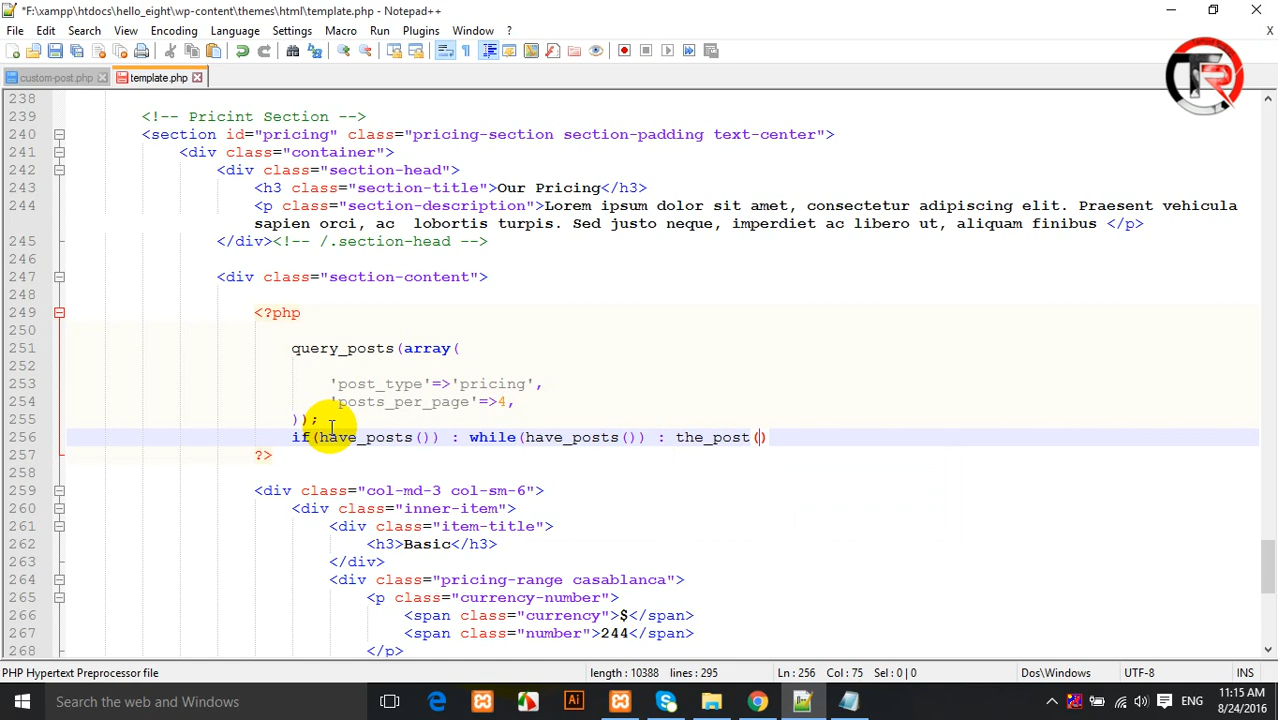 *F:\xampp\htdocs\hello_eight\wp-content\themes\html\template.php - Notepad++
File Edit Search View Encoding Language Settings Macro Run Plugins Window ? X
custom-post.php template.php
TR
238
239 <!-- Pricint Section -->
240 <section id="pricing" class="pricing-section section-padding text-center">
241 <div class="container">
242 <div class="section-head">
243 <h3 class="section-title">Our Pricing</h3>
244 <p class="section-description">Lorem ipsum dolor sit amet, consectetur adipiscing elit. Praesent vehicula
sapien orci, ac lobortis turpis. Sed justo neque, imperdiet ac libero ut, aliquam finibus </p>
245 </div><!-- /.section-head -->
246
247 <div class="section-content">
248
249 <?php
250
251 query_posts(array(
252
253 'post_type'=>'pricing',
254 'posts_per_page'=>4,
255 ));
256 if(have_posts()) : while(have_posts()) : the_post()
257 ?>
258
259 <div class="col-md-3 col-sm-6">
260 <div class="inner-item">
261 <div class="item-title">
262 <h3>Basic</h3>
263 </div>
264 <div class="pricing-range casablanca">
265 <p class="currency-number">
266 <span class="currency">$</span>
267 <span class="number">244</span>
268 </p>
PHP Hypertext Preprocessor file length : 10388 lines : 295 Ln : 256 Col : 75 Sel : 0 | 0 Dos\Windows UTF-8 INS
Search the web and Windows ENG 11:15 AM
8/24/2016